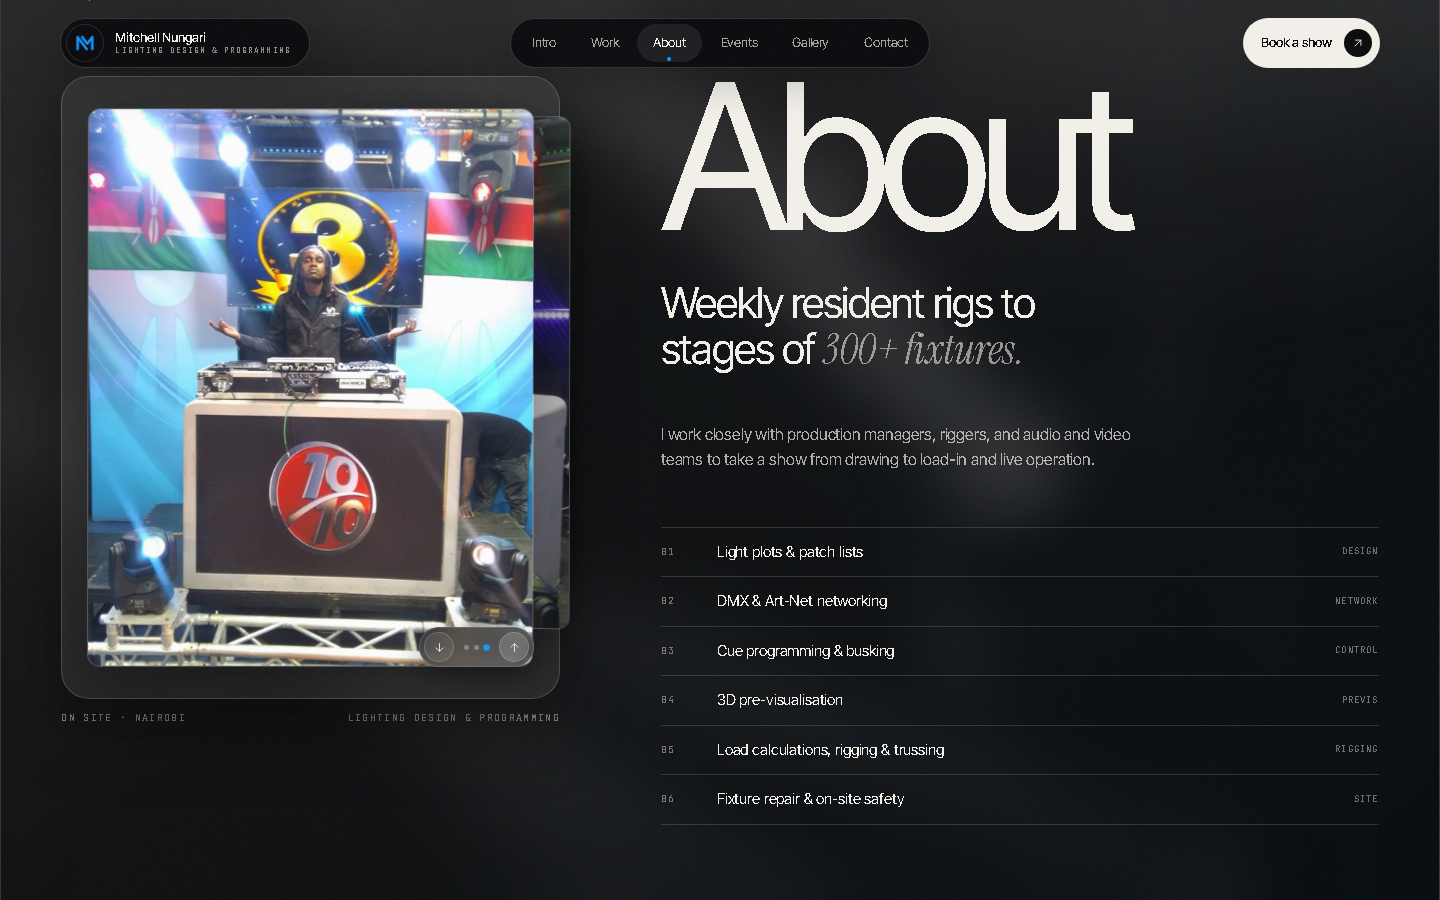 Mitchell Nungari
LIGHTING DESIGN & PROGRAMMING
Intro
Work
About
Events
Gallery
Contact
Book a show
3
10/10
ON SITE · NAIROBI
LIGHTING DESIGN & PROGRAMMING
About
Weekly resident rigs to
stages of 300+ fixtures.
I work closely with production managers, riggers, and audio and video
teams to take a show from drawing to load-in and live operation.
01 Light plots & patch lists DESIGN
02 DMX & Art-Net networking NETWORK
03 Cue programming & busking CONTROL
04 3D pre-visualisation PREVIS
05 Load calculations, rigging & trussing RIGGING
06 Fixture repair & on-site safety SITE